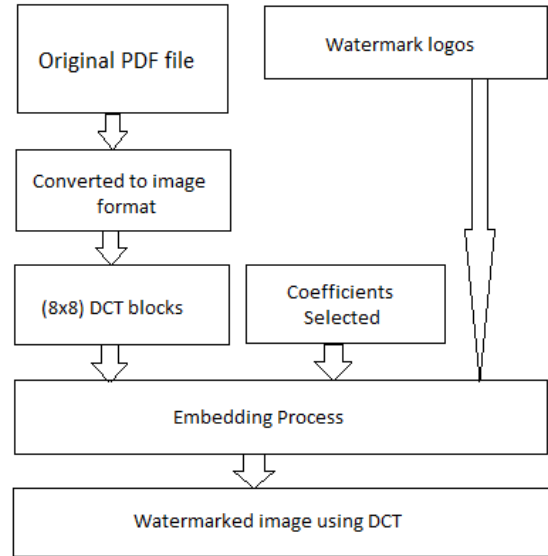 Original PDF file
Watermark logos
Converted to image
format
(8x8) DCT blocks
Coefficients
Selected
Embedding Process
Watermarked image using DCT